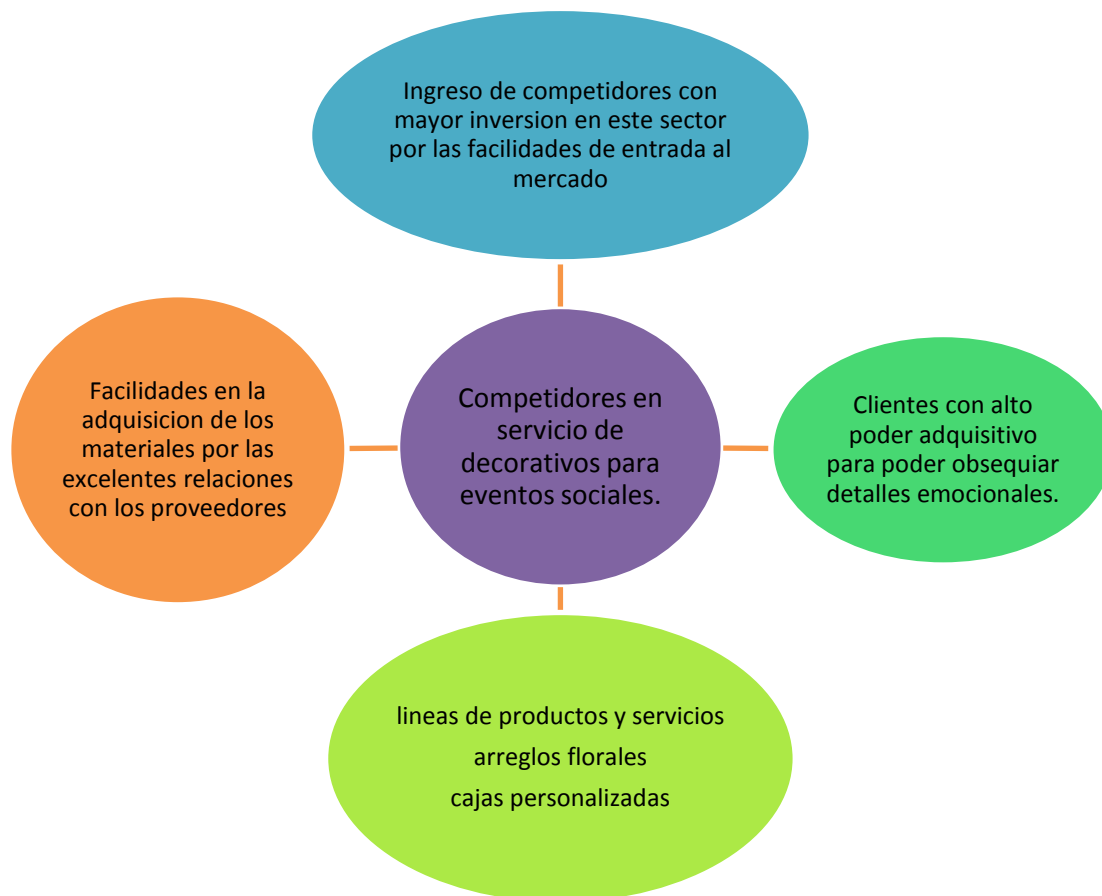 Ingreso de competidores con
mayor inversion en este sector
por las facilidades de entrada al
mercado
Facilidades en la
adquisicion de los
materiales por las
excelentes relaciones
con los proveedores
Competidores en
servicio de
decorativos para
eventos sociales.
Clientes con alto
poder adquisitivo
para poder obsequiar
detalles emocionales.
lineas de productos y servicios
arreglos florales
cajas personalizadas